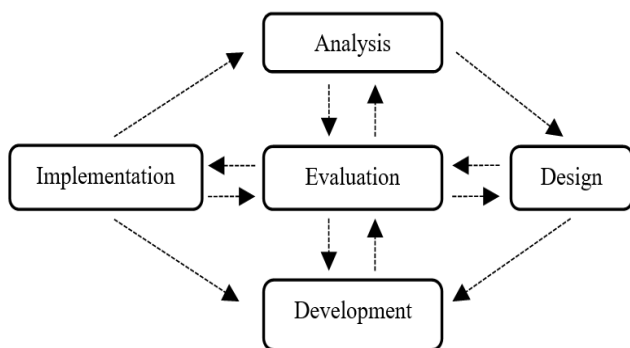 Analysis
Implementation
Evaluation
Design
Development